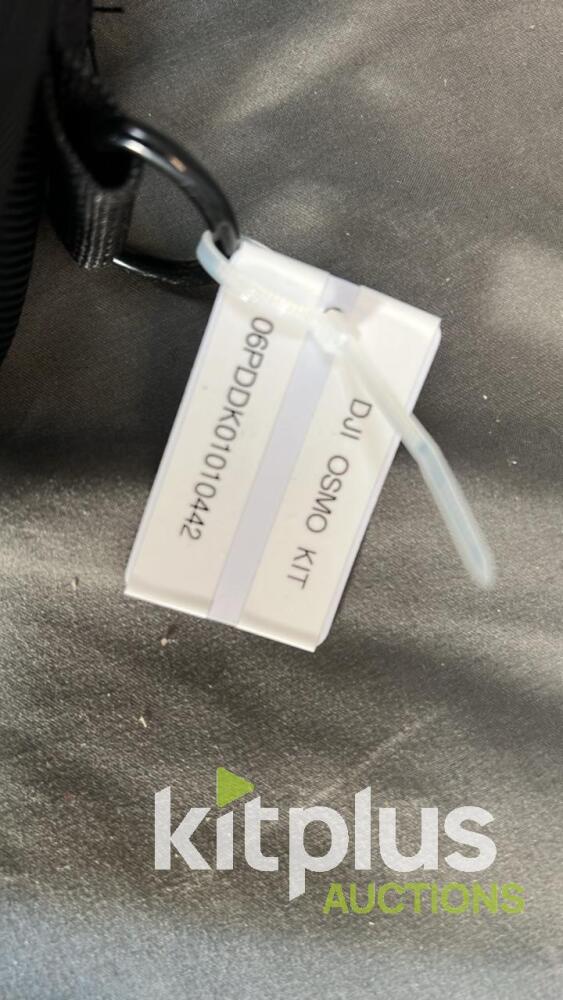 DJI OSMO KIT
06PDDK01010442
kitplus
AUCTIONS